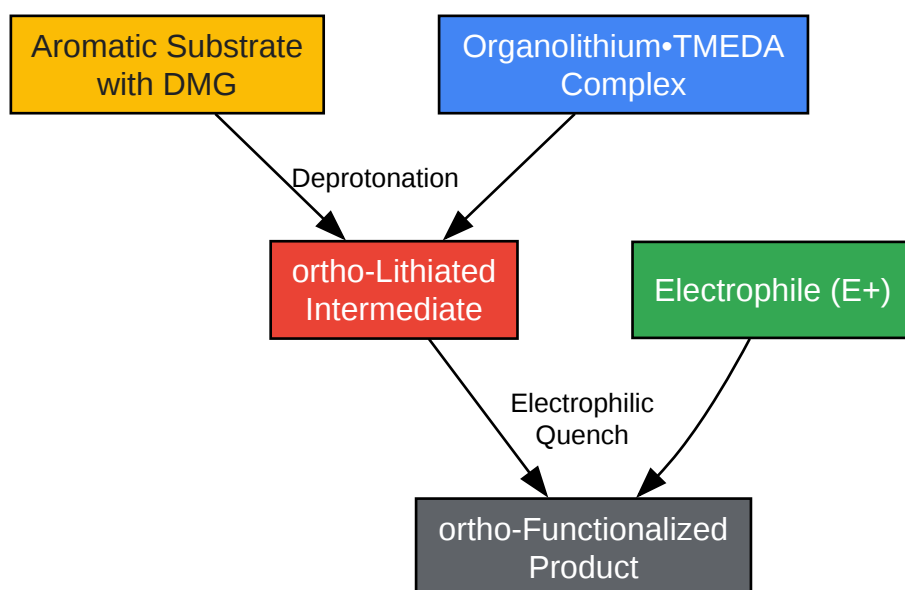 Aromatic Substrate
with DMG
Organolithium•TMEDA
Complex
Deprotonation
ortho-Lithiated
Intermediate
Electrophile (E+)
Electrophilic
Quench
ortho-Functionalized
Product